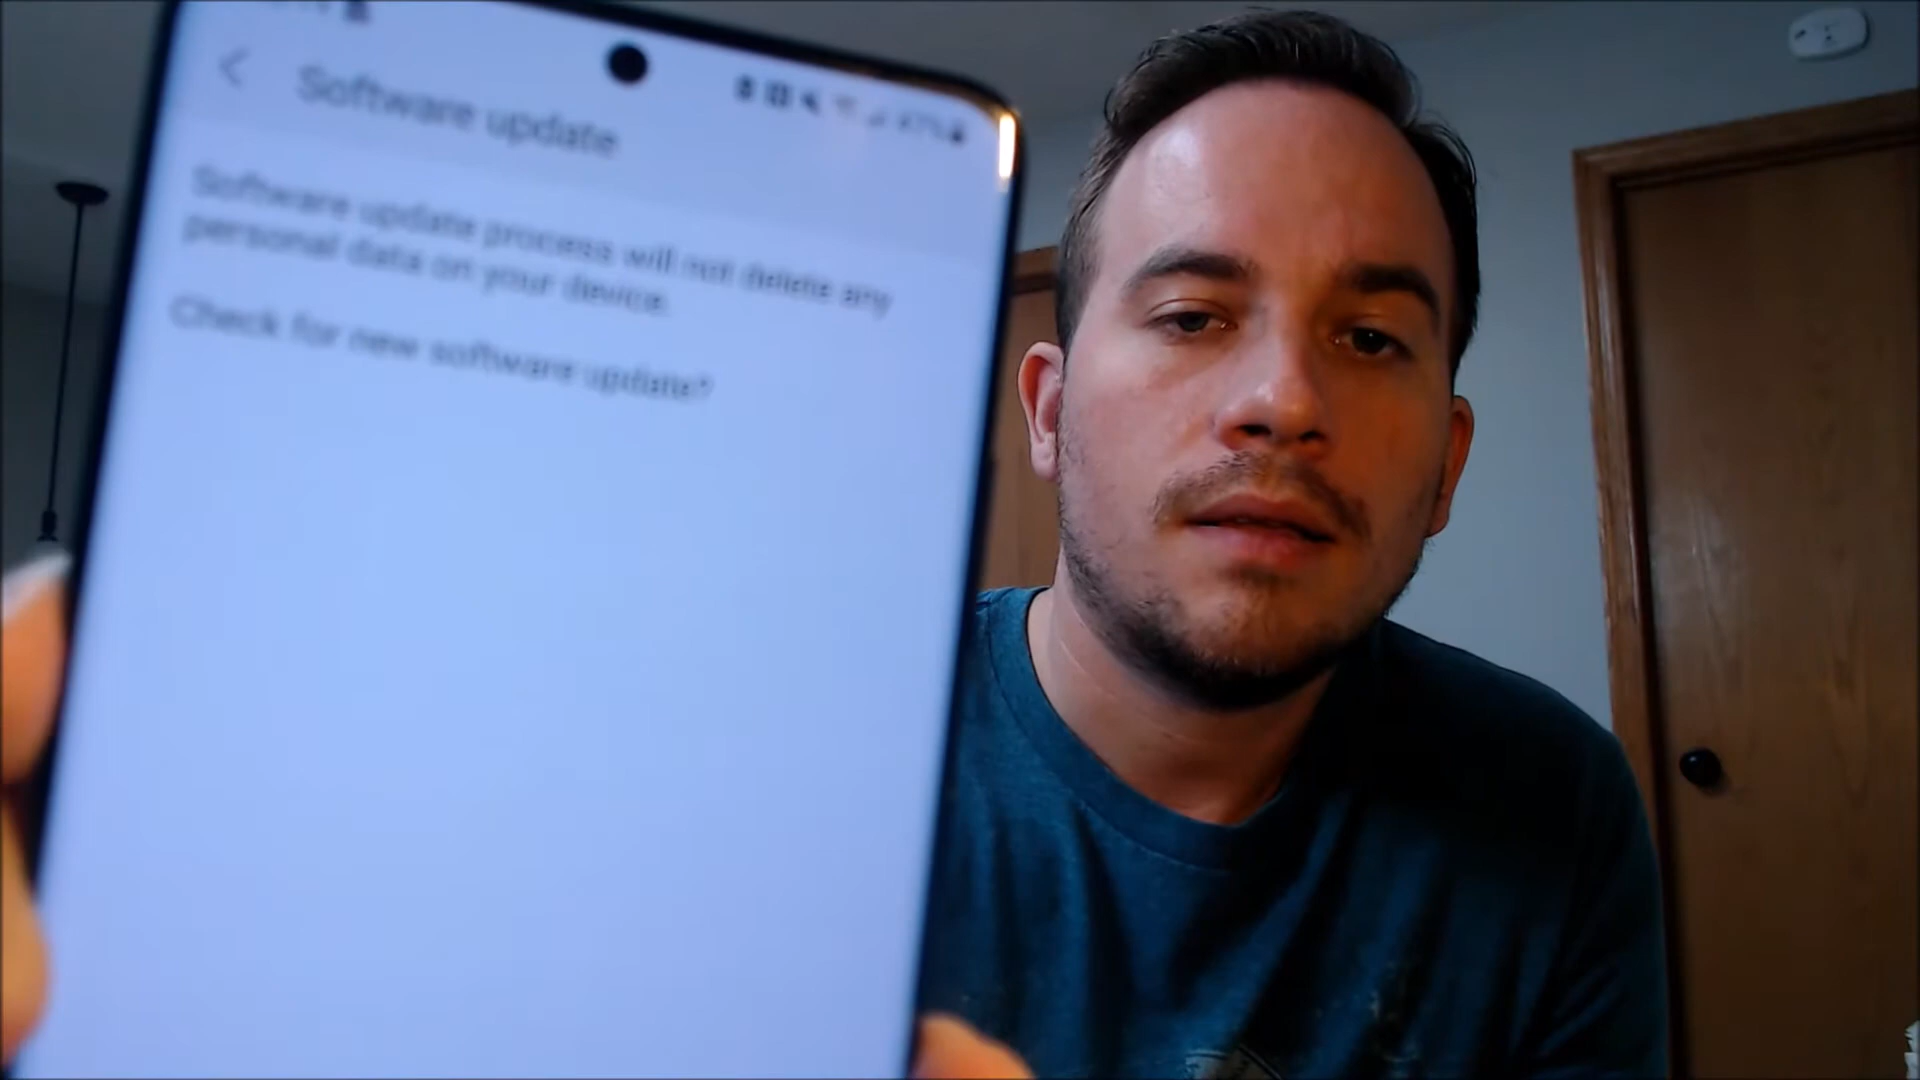 Software update
Software update process will not delete any
personal data on your device.
Check for new software update?